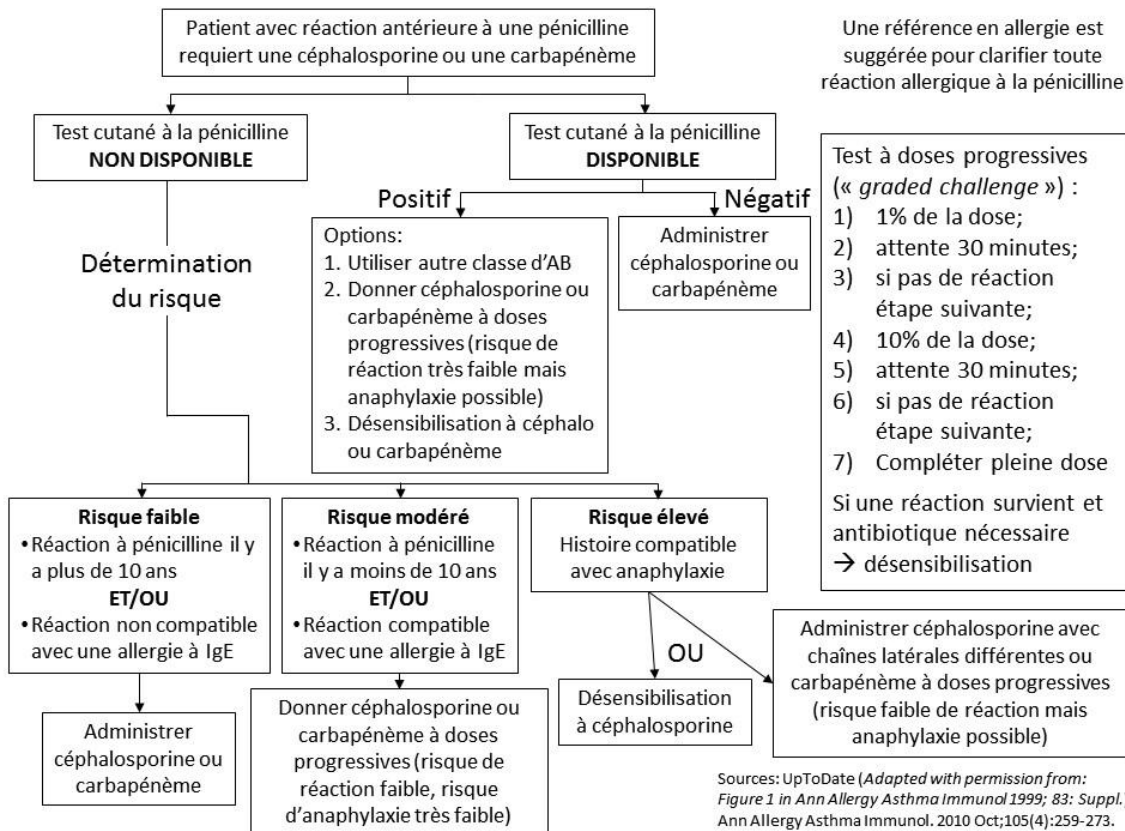 Patient avec réaction antérieure à une pénicilline
requiert une céphalosporine ou une carbapénème
Une référence en allergie est
suggérée pour clarifier toute
réaction allergique à la pénicilline
Test cutané à la pénicilline
NON DISPONIBLE
Test cutané à la pénicilline
DISPONIBLE
Positif
Négatif
Options:
1. Utiliser autre classe d'AB
2. Donner céphalosporine ou
carbapénème à doses
progressives (risque de
réaction très faible mais
anaphylaxie possible)
3. Désensibilisation à céphalo
ou carbapénème
Administrer
céphalosporine ou
carbapénème
Détermination
du risque
Test à doses progressives
(« graded challenge ») :
1) 1% de la dose;
2) attente 30 minutes;
3) si pas de réaction
étape suivante;
4) 10% de la dose;
5) attente 30 minutes;
6) si pas de réaction
étape suivante;
7) Compléter pleine dose
Si une réaction survient et
antibiotique nécessaire
→ désensibilisation
Risque faible
•Réaction à pénicilline il y
a plus de 10 ans
ET/OU
•Réaction non compatible
avec une allergie à IgE
Risque modéré
•Réaction à pénicilline
il y a moins de 10 ans
ET/OU
•Réaction compatible
avec une allergie à IgE
Risque élevé
Histoire compatible
avec anaphylaxie
Administrer
céphalosporine ou
carbapénème
Donner céphalosporine ou
carbapénème à doses
progressives (risque de
réaction faible, risque
d'anaphylaxie très faible)
OU
Désensibilisation
à céphalosporine
Administrer céphalosporine avec
chaînes latérales différentes ou
carbapénème à doses progressives
(risque faible de réaction mais
anaphylaxie possible)
Sources: UpToDate (Adapted with permission from:
Figure 1 in Ann Allergy Asthma Immunol 1999; 83: Suppl.
Ann Allergy Asthma Immunol. 2010 Oct;105(4):259-273.